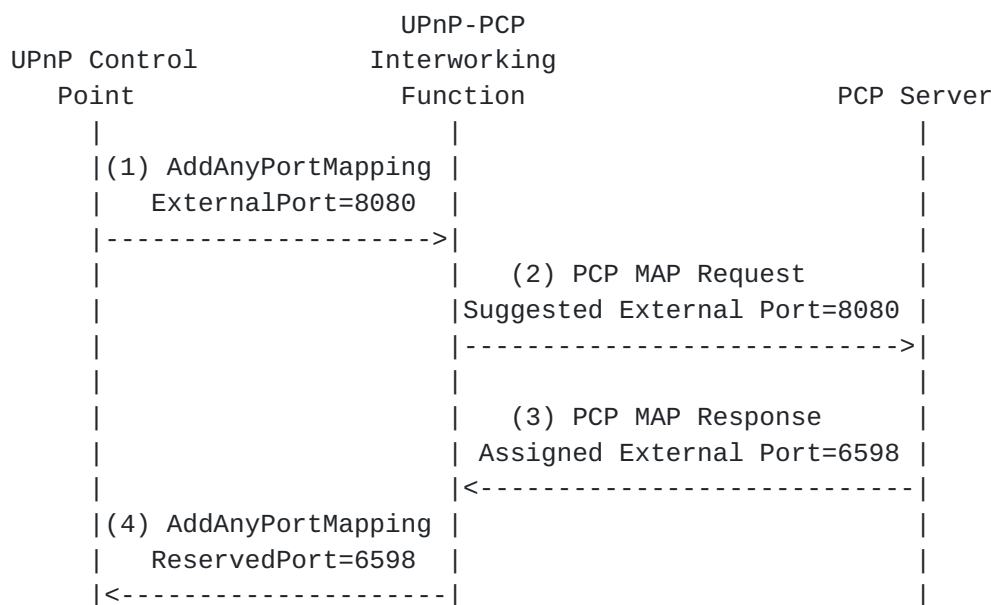 UPnP-PCP
UPnP Control Interworking
Point Function PCP Server
(1) AddAnyPortMapping
ExternalPort=8080
(2) PCP MAP Request
Suggested External Port=8080
(3) PCP MAP Response
Assigned External Port=6598
(4) AddAnyPortMapping
ReservedPort=6598